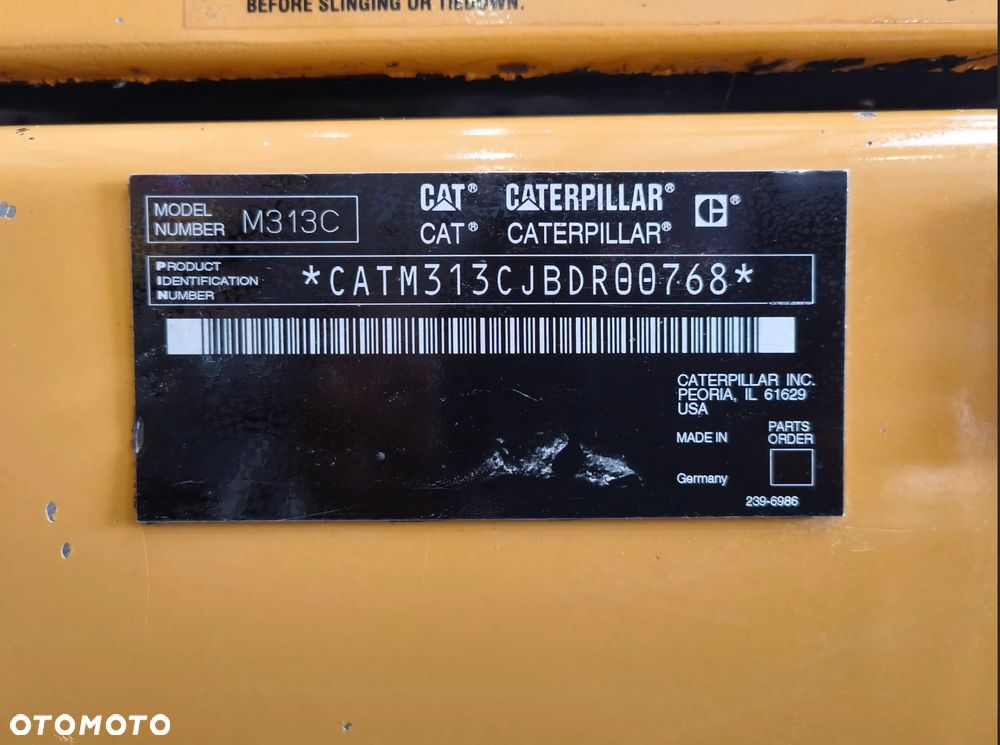 BEFORE SLINGING OR TIEDOWN.
MODEL NUMBER M313C
CAT® CATERPILLAR® C®
CAT® CATERPILLAR®
PRODUCT IDENTIFICATION NUMBER *CATM313CJBDR00768*
CATERPILLAR INC.
PEORIA, IL 61629
USA
MADE IN
Germany
PARTS
ORDER
239-6986
OTOMOTO